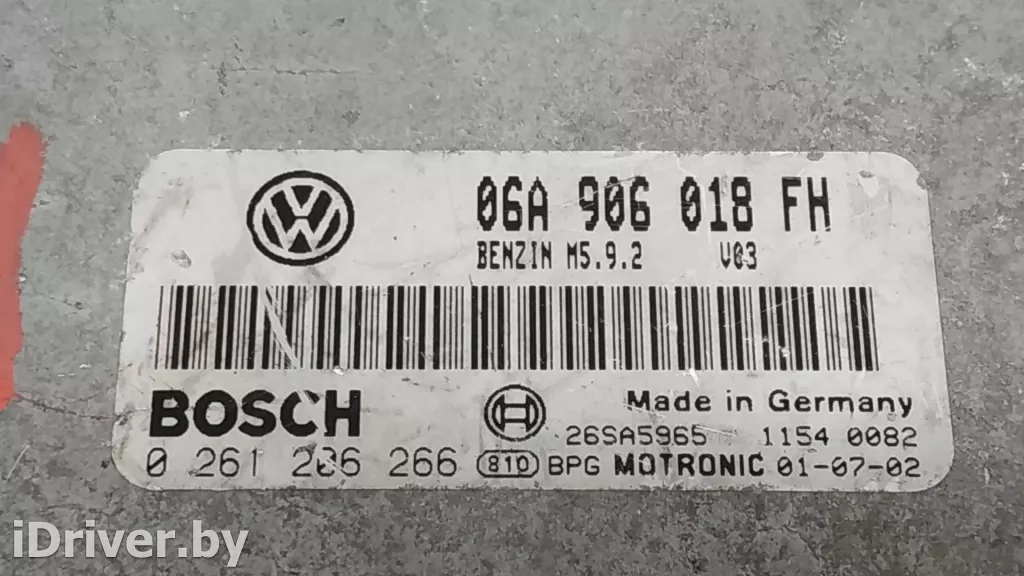 06A 906 018 FH
BENZIN M5.9.2 V03
BOSCH
Made in Germany
26SA5965 1154 0082
0 261 206 266 810 BPG MOTRONIC 01-07-02
iDriver.by